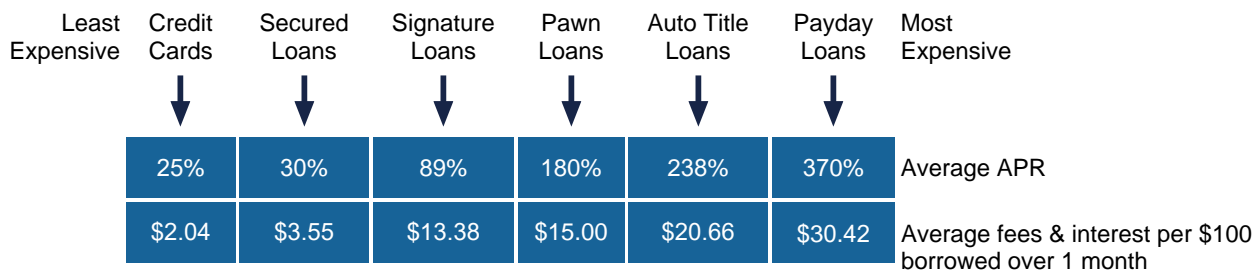 Least Expensive
Credit Cards
Secured Loans
Signature Loans
Pawn Loans
Auto Title Loans
Payday Loans
Most Expensive
25% 30% 89% 180% 238% 370% Average APR
$2.04 $3.55 $13.38 $15.00 $20.66 $30.42 Average fees & interest per $100
borrowed over 1 month